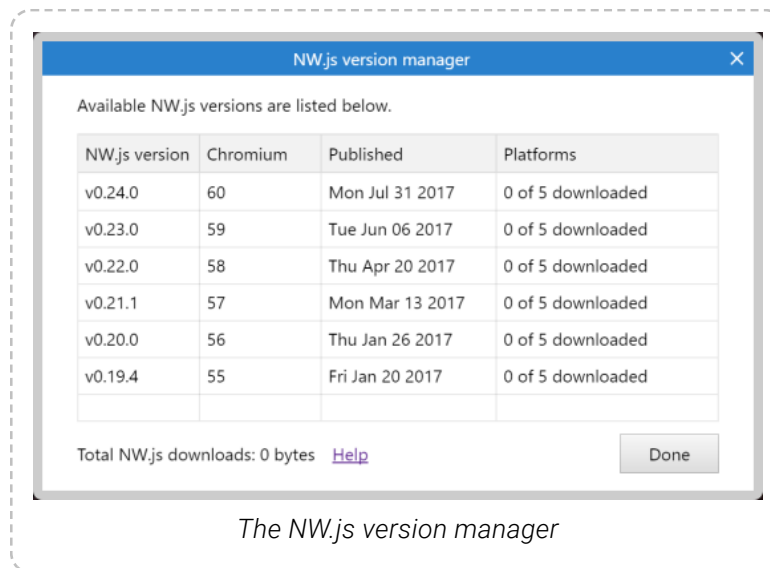 NW.js version manager
Available NW.js versions are listed below.
NW.js version Chromium Published Platforms
v0.24.0 60 Mon Jul 31 2017 0 of 5 downloaded
v0.23.0 59 Tue Jun 06 2017 0 of 5 downloaded
v0.22.0 58 Thu Apr 20 2017 0 of 5 downloaded
v0.21.1 57 Mon Mar 13 2017 0 of 5 downloaded
v0.20.0 56 Thu Jan 26 2017 0 of 5 downloaded
v0.19.4 55 Fri Jan 20 2017 0 of 5 downloaded
Total NW.js downloads: 0 bytes Help Done
The NW.js version manager